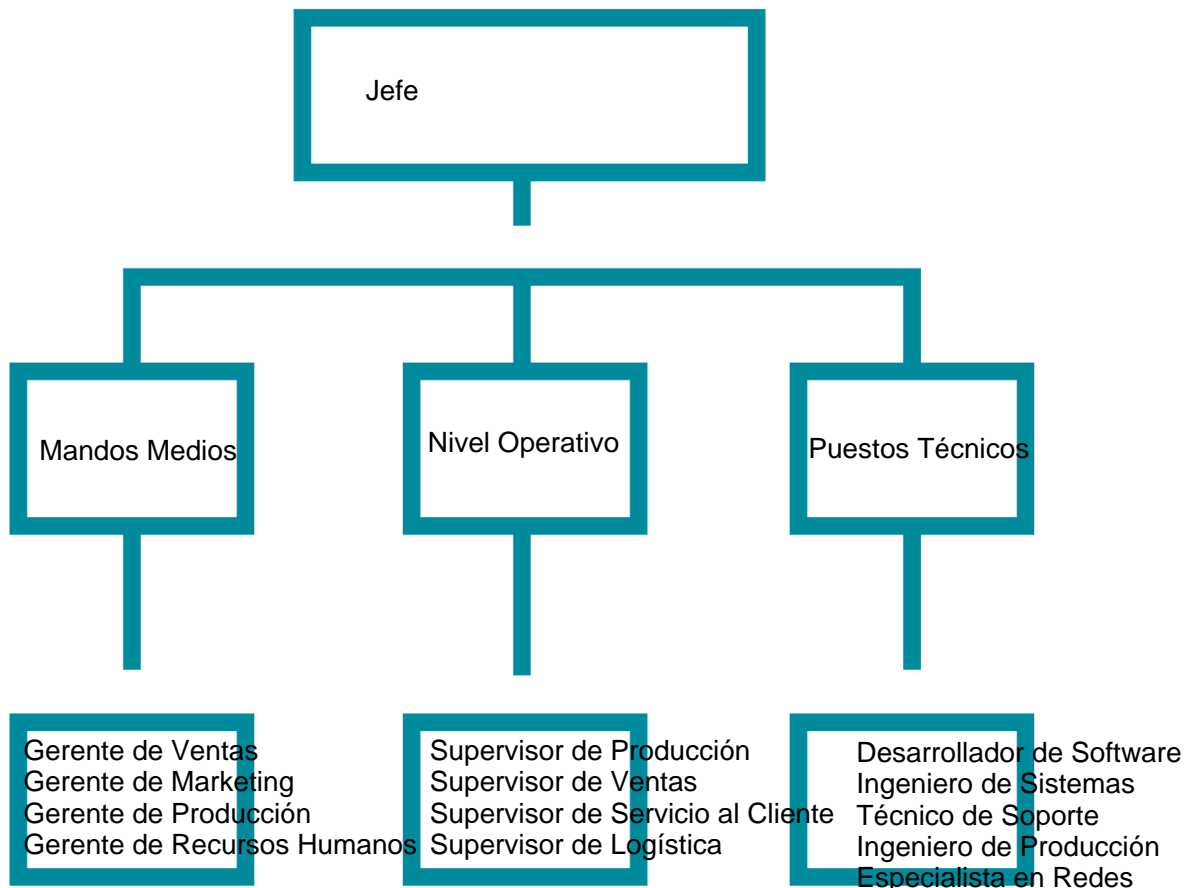 Jefe
Mandos Medios
Nivel Operativo
Puestos Técnicos
Gerente de Ventas
Gerente de Marketing
Gerente de Producción
Gerente de Recursos Humanos
Supervisor de Producción
Supervisor de Ventas
Supervisor de Servicio al Cliente
Supervisor de Logística
Desarrollador de Software
Ingeniero de Sistemas
Técnico de Soporte
Ingeniero de Producción
Especialista en Redes